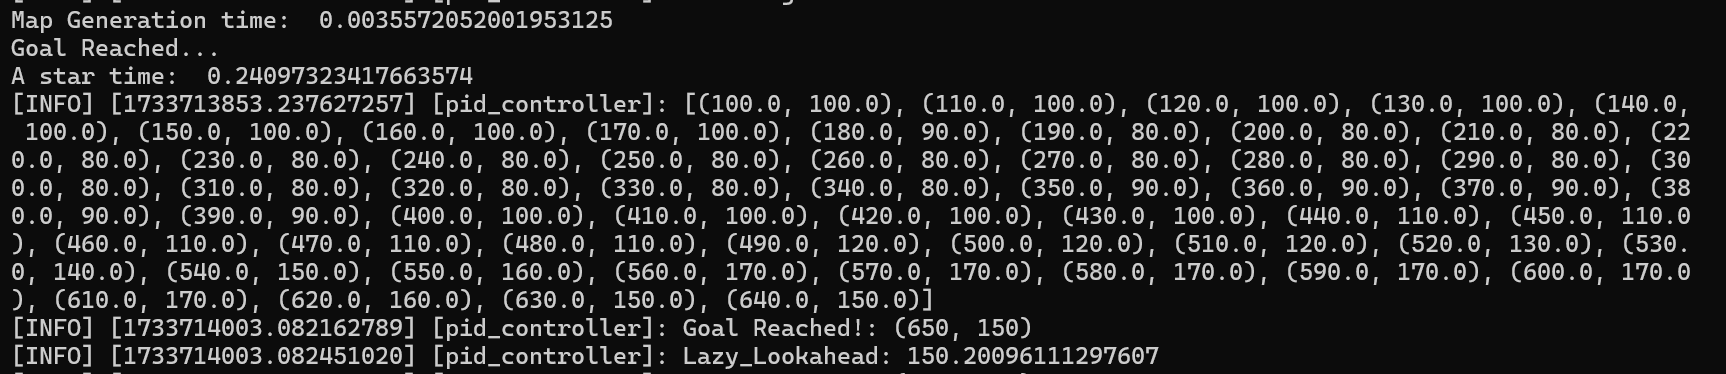 Map Generation time:  0.0035572052001953125
Goal Reached...
A star time:  0.24097323417663574
[INFO] [1733713853.237627257] [pid_controller]: [(100.0, 100.0), (110.0, 100.0), (120.0, 100.0), (130.0, 100.0), (140.0,
 100.0), (150.0, 100.0), (160.0, 100.0), (170.0, 100.0), (180.0, 90.0), (190.0, 80.0), (200.0, 80.0), (210.0, 80.0), (22
0.0, 80.0), (230.0, 80.0), (240.0, 80.0), (250.0, 80.0), (260.0, 80.0), (270.0, 80.0), (280.0, 80.0), (290.0, 80.0), (30
0.0, 80.0), (310.0, 80.0), (320.0, 80.0), (330.0, 80.0), (340.0, 80.0), (350.0, 90.0), (360.0, 90.0), (370.0, 90.0), (38
0.0, 90.0), (390.0, 90.0), (400.0, 100.0), (410.0, 100.0), (420.0, 100.0), (430.0, 100.0), (440.0, 110.0), (450.0, 110.0
), (460.0, 110.0), (470.0, 110.0), (480.0, 110.0), (490.0, 120.0), (500.0, 120.0), (510.0, 120.0), (520.0, 130.0), (530.
0, 140.0), (540.0, 150.0), (550.0, 160.0), (560.0, 170.0), (570.0, 170.0), (580.0, 170.0), (590.0, 170.0), (600.0, 170.0
), (610.0, 170.0), (620.0, 160.0), (630.0, 150.0), (640.0, 150.0)]
[INFO] [1733714003.082162789] [pid_controller]: Goal Reached!: (650, 150)
[INFO] [1733714003.082451020] [pid_controller]: Lazy_Lookahead: 150.20096111297607